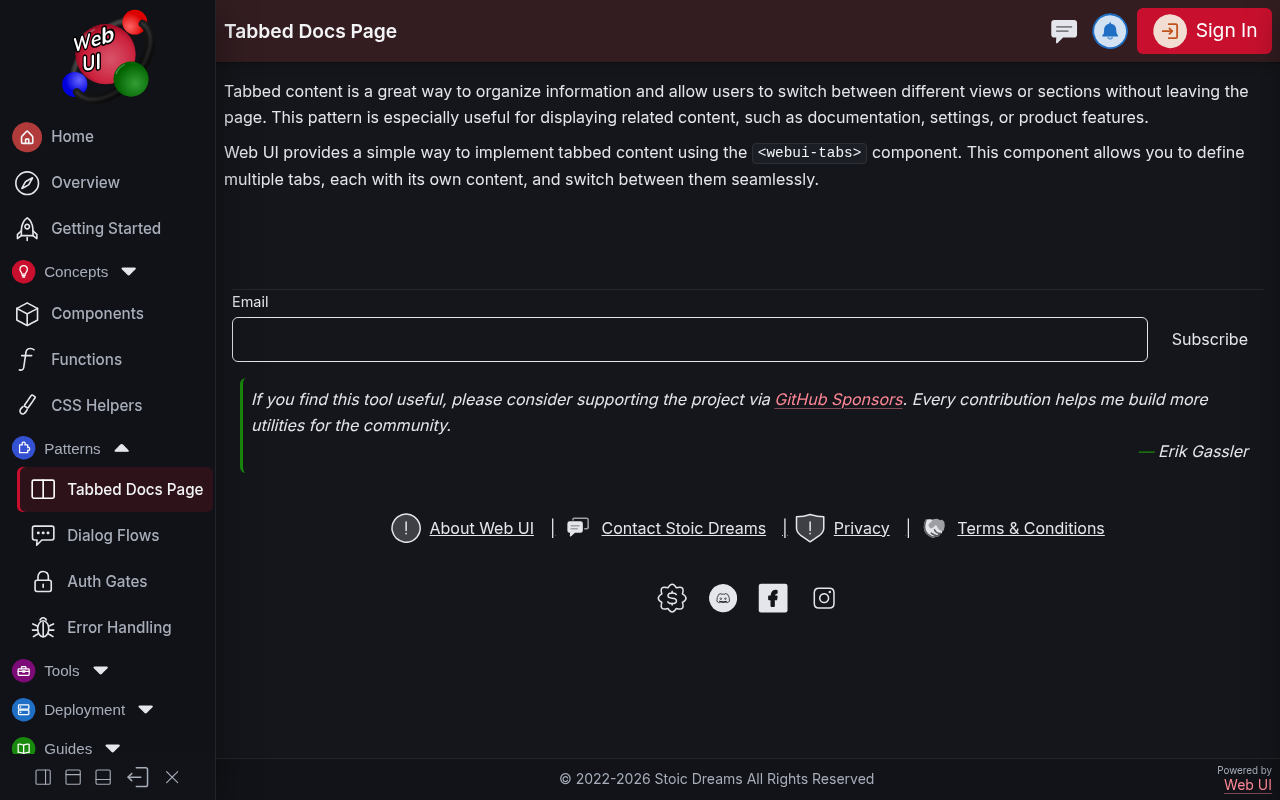 Web
UI
Home
Overview
Getting Started
Concepts
Components
Functions
CSS Helpers
Patterns
Tabbed Docs Page
Dialog Flows
Auth Gates
Error Handling
Tools
Deployment
Guides
Tabbed Docs Page
Sign In
Tabbed content is a great way to organize information and allow users to switch between different views or sections without leaving the
page. This pattern is especially useful for displaying related content, such as documentation, settings, or product features.
Web UI provides a simple way to implement tabbed content using the <webui-tabs> component. This component allows you to define
multiple tabs, each with its own content, and switch between them seamlessly.
Email
Subscribe
If you find this tool useful, please consider supporting the project via GitHub Sponsors. Every contribution helps me build more
utilities for the community.
— Erik Gassler
About Web UI | Contact Stoic Dreams | Privacy | Terms & Conditions
© 2022-2026 Stoic Dreams All Rights Reserved
Powered by
Web UI